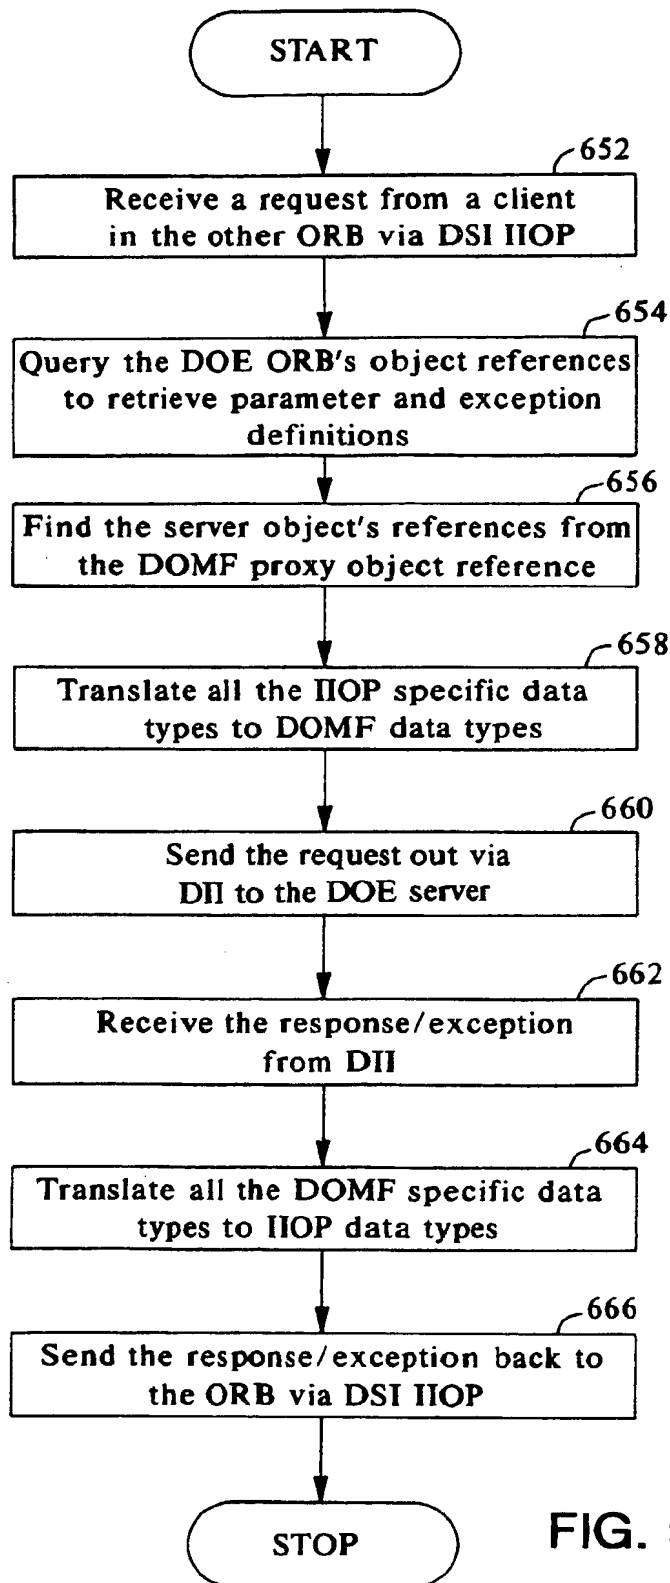 START
652
Receive a request from a client
in the other ORB via DSI IIOP
654
Query the DOE ORB's object references
to retrieve parameter and exception
definitions
656
Find the server object's references from
the DOMF proxy object reference
658
Translate all the IIOP specific data
types to DOMF data types
660
Send the request out via
DII to the DOE server
662
Receive the response/exception
from DII
664
Translate all the DOMF specific data
types to IIOP data types
666
Send the response/exception back to
the ORB via DSI IIOP
STOP
FIG.